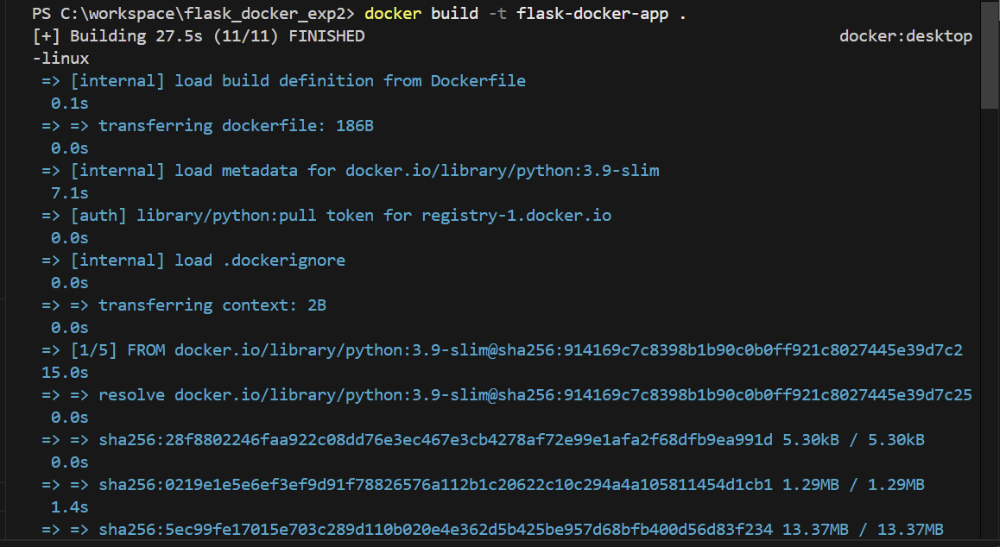 PS C:\workspace\flask_docker_exp2> docker build -t flask-docker-app .
[+] Building 27.5s (11/11) FINISHED docker:desktop
-linux
=> [internal] load build definition from Dockerfile
0.1s
=> => transferring dockerfile: 186B
0.0s
=> [internal] load metadata for docker.io/library/python:3.9-slim
7.1s
=> [auth] library/python:pull token for registry-1.docker.io
0.0s
=> [internal] load .dockerignore
0.0s
=> => transferring context: 2B
0.0s
=> [1/5] FROM docker.io/library/python:3.9-slim@sha256:914169c7c8398b1b90c0b0ff921c8027445e39d7c2
15.0s
=> => resolve docker.io/library/python:3.9-slim@sha256:914169c7c8398b1b90c0b0ff921c8027445e39d7c25
0.0s
=> => sha256:28f8802246faa922c08dd76e3ec467e3cb4278af72e99e1afa2f68dfb9ea991d 5.30kB / 5.30kB
0.0s
=> => sha256:0219e1e5e6ef3ef9d91f78826576a112b1c20622c10c294a4a105811454d1cb1 1.29MB / 1.29MB
1.4s
=> => sha256:5ec99fe17015e703c289d110b020e4e362d5b425be957d68bfb400d56d83f234 13.37MB / 13.37MB